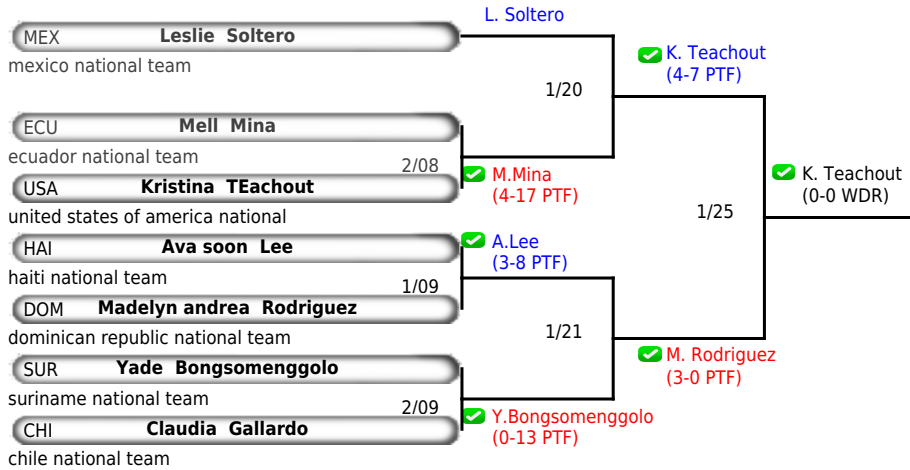 L. Soltero
MEX Leslie Soltero
mexico national team
K. Teachout
(4-7 PTF)
1/20
ECU Mell Mina
ecuador national team
2/08
M.Mina
(4-17 PTF)
USA Kristina TEachout
united states of america national
K. Teachout
(0-0 WDR)
1/25
HAI Ava soon Lee
haiti national team
A.Lee
(3-8 PTF)
1/09
DOM Madelyn andrea Rodriguez
dominican republic national team
1/21
M. Rodriguez
(3-0 PTF)
SUR Yade Bongsomenggolo
suriname national team
2/09
Y.Bongsomenggolo
(0-13 PTF)
CHI Claudia Gallardo
chile national team